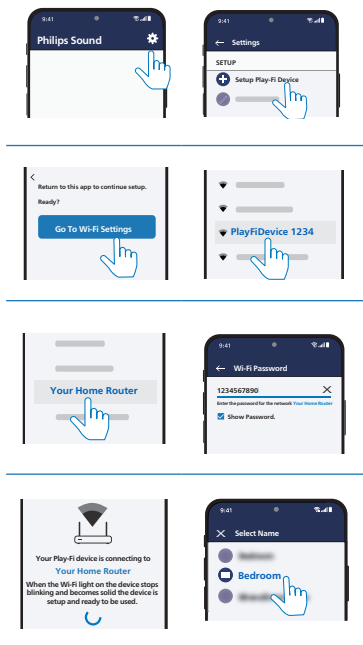 9:41
Philips Sound
9:41
← Settings
SETUP
Setup Play-Fi Device
Return to this app to continue setup.
Ready?
Go To Wi-Fi Settings
PlayFiDevice 1234
Your Home Router
9:41
← Wi-Fi Password
1234567890
Enter the password for the network Your Home Router
Show Password.
Your Play-Fi device is connecting to
Your Home Router
When the Wi-Fi light on the device stops
blinking and becomes solid the device is
setup and ready to be used.
9:41
Select Name
Bedroom